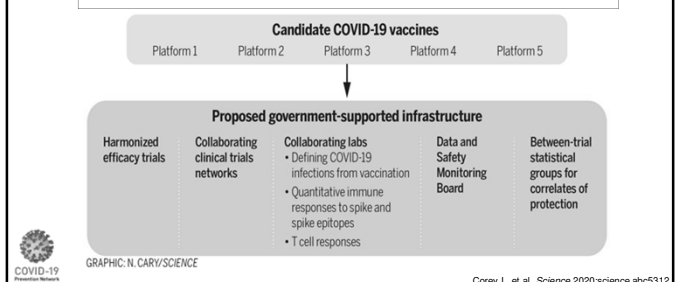 Candidate COVID-19 vaccines
Platform 1 Platform 2 Platform 3 Platform 4 Platform 5
Proposed government-supported infrastructure
Harmonized
efficacy trials
Collaborating
clinical trials
networks
Collaborating labs
• Defining COVID-19
infections from vaccination
• Quantitative immune
responses to spike and
spike epitopes
• T cell responses
Data and
Safety
Monitoring
Board
Between-trial
statistical
groups for
correlates of
protection
GRAPHIC: N. CARY/SCIENCE
COVID-19
Prevention Network
Corey L, et al. Science 2020;science.abc5312